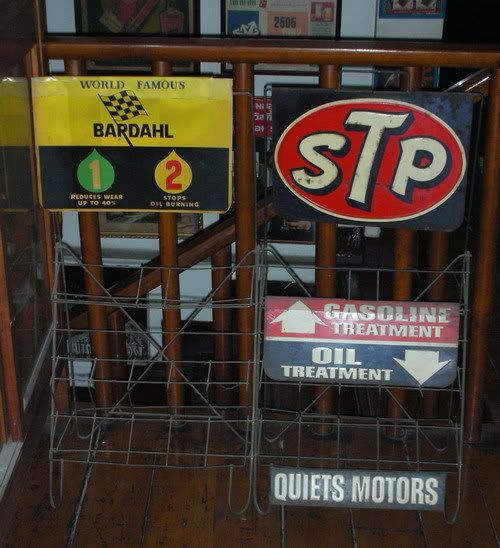 2505
WORLD FAMOUS
BARDAHL
1
REDUCES WEAR
UP TO 40%
2
STOPS
OIL BURNING
STP
GASOLINE
TREATMENT
OIL
TREATMENT
QUIETS MOTORS